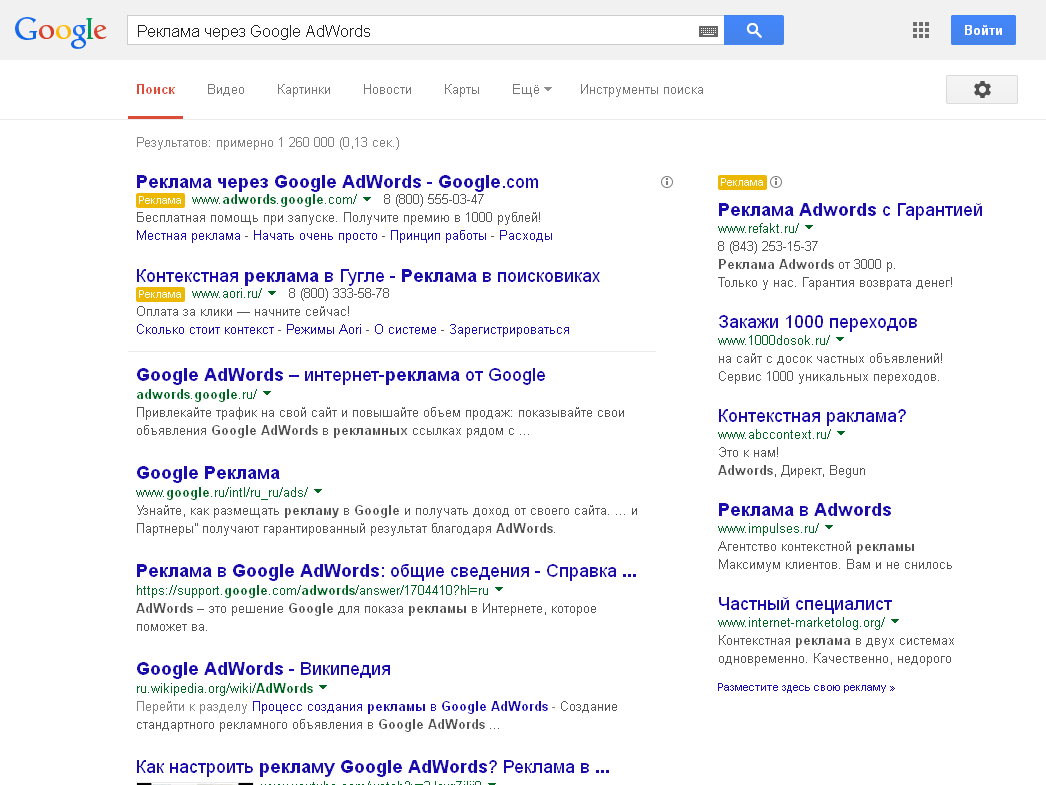 Google
Реклама через Google AdWords
Войти
Поиск Видео Картинки Новости Карты Ещё Инструменты поиска
Результатов: примерно 1 260 000 (0,13 сек.)
Реклама через Google AdWords - Google.com
Реклама www.adwords.google.com/ 8 (800) 555-03-47
Бесплатная помощь при запуске. Получите премию в 1000 рублей!
Местная реклама - Начать очень просто - Принцип работы - Расходы
Контекстная реклама в Гугле - Реклама в поисковиках
Реклама www.aori.ru/ 8 (800) 333-58-78
Оплата за клики — начните сейчас!
Сколько стоит контекст - Режимы Aori - О системе - Зарегистрироваться
Google AdWords – интернет-реклама от Google
adwords.google.ru/
Привлекайте трафик на свой сайт и повышайте объем продаж: показывайте свои
объявления Google AdWords в рекламных ссылках рядом с ...
Google Реклама
www.google.ru/intl/ru_ru/ads/
Узнайте, как размещать рекламу в Google и получать доход от своего сайта. ... и
Партнеры" получают гарантированный результат благодаря AdWords.
Реклама в Google AdWords: общие сведения - Справка ...
https://support.google.com/adwords/answer/1704410?hl=ru
AdWords – это решение Google для показа рекламы в Интернете, которое
поможет ва.
Google AdWords - Википедия
ru.wikipedia.org/wiki/AdWords
Перейти к разделу Процесс создания рекламы в Google AdWords - Создание
стандартного рекламного объявления в Google AdWords ...
Как настроить рекламу Google AdWords? Реклама в ...
Реклама
Реклама Adwords с Гарантией
www.refakt.ru/
8 (843) 253-15-37
Реклама Adwords от 3000 р.
Только у нас. Гарантия возврата денег!
Закажи 1000 переходов
www.1000dosok.ru/
на сайт с досок частных объявлений!
Сервис 1000 уникальных переходов.
Контекстная раклама?
www.abccontext.ru/
Это к нам!
Adwords, Директ, Begun
Реклама в Adwords
www.impulses.ru/
Агентство контекстной рекламы
Максимум клиентов. Вам и не снилось
Частный специалист
www.internet-marketolog.org/
Контекстная реклама в двух системах
одновременно. Качественно, недорого
Разместите здесь свою рекламу »